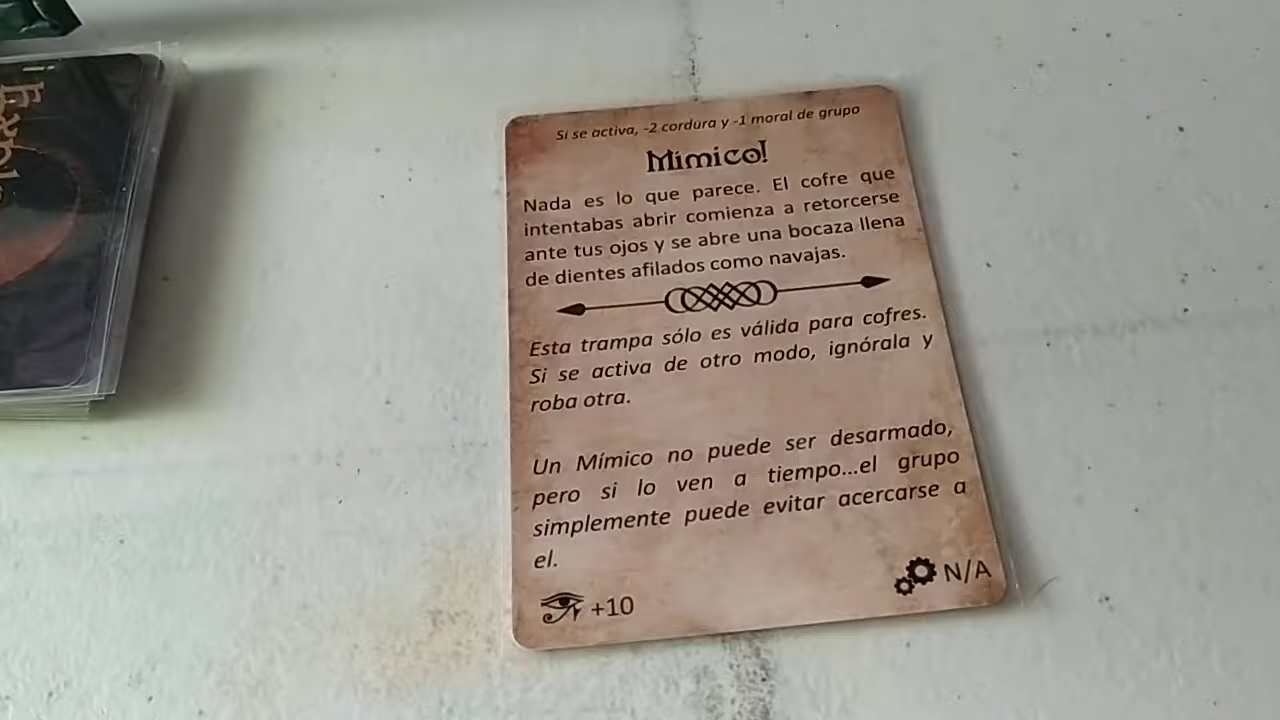 Si se activa, -2 cordura y -1 moral de grupo
Mímico!
Nada es lo que parece. El cofre que
intentabas abrir comienza a retorcerse
ante tus ojos y se abre una bocaza llena
de dientes afilados como navajas.
Esta trampa sólo es válida para cofres.
Si se activa de otro modo, ignórala y
roba otra.
Un Mímico no puede ser desarmado,
pero si lo ven a tiempo...el grupo
simplemente puede evitar acercarse a
el.
+10
N/A